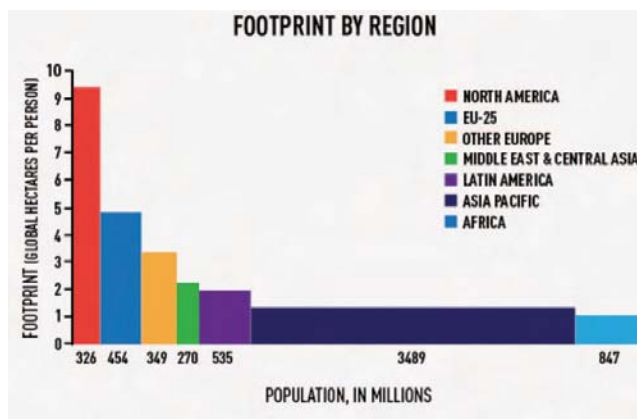 FOOTPRINT BY REGION
FOOTPRINT (GLOBAL HECTARES PER PERSON)
10
9
8
7
6
5
4
3
2
1
0
NORTH AMERICA
EU-25
OTHER EUROPE
MIDDLE EAST & CENTRAL ASIA
LATIN AMERICA
ASIA PACIFIC
AFRICA
326 454 349 270 535 3489 847
POPULATION, IN MILLIONS